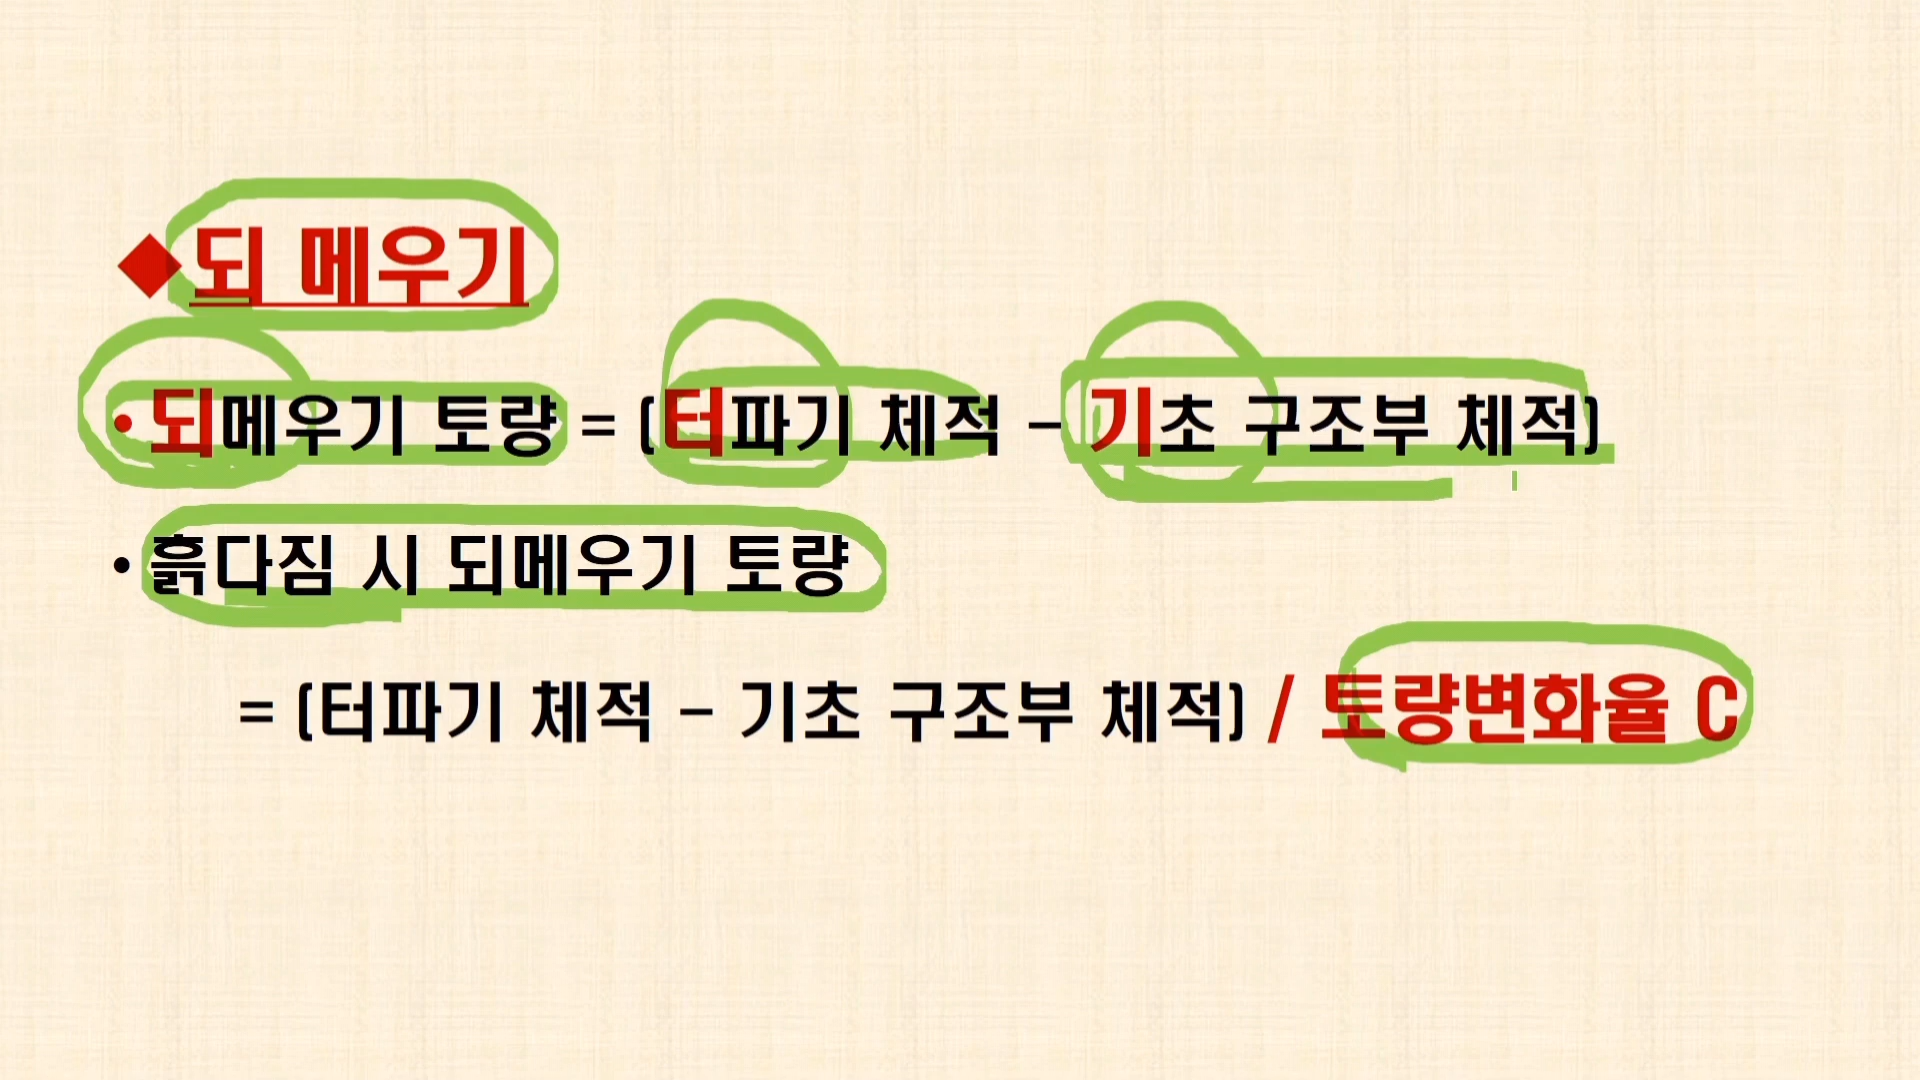 ◆되 메우기
• 되메우기 토량 = (터파기 체적 - 기초 구조부 체적)
• 흙다짐 시 되메우기 토량
= (터파기 체적 - 기초 구조부 체적) / 토량변화율 C